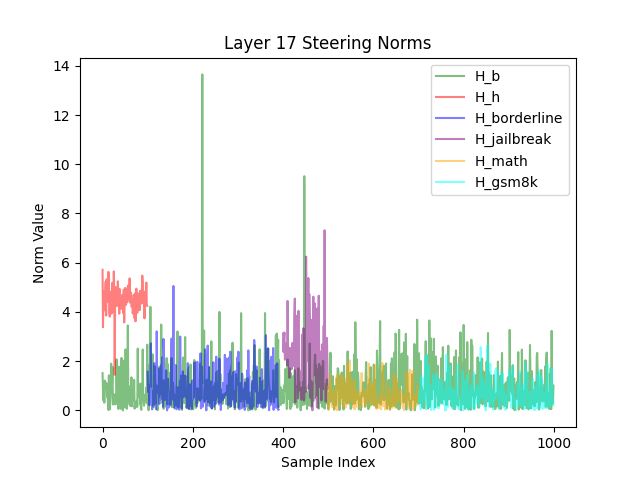 Layer 17 Steering Norms
14
12
10
8
6
4
2
0
Norm Value
0
200
400
600
800
1000
Sample Index
H_b
H_h
H_borderline
H_jailbreak
H_math
H_gsm8k